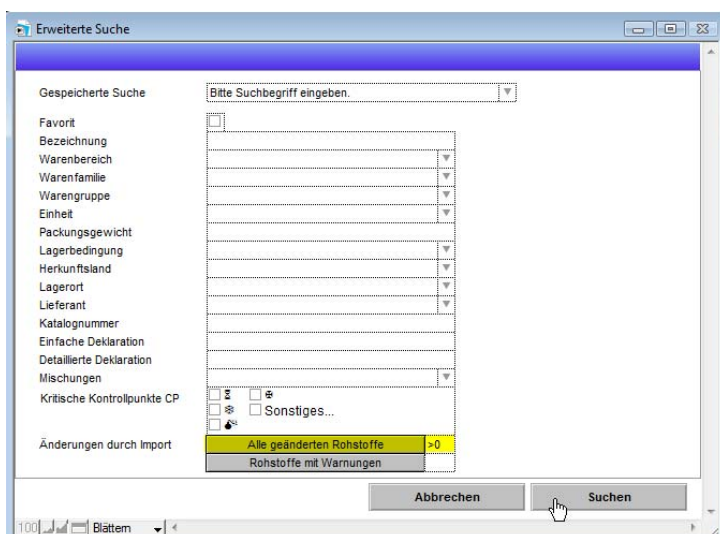 Erweiterte Suche
Gespeicherte Suche Bitte Suchbegriff eingeben.
Favorit
Bezeichnung
Warenbereich
Warenfamilie
Warengruppe
Einheit
Packungsgewicht
Lagerbedingung
Herkunftsland
Lagerort
Lieferant
Katalognummer
Einfache Deklaration
Detaillierte Deklaration
Mischungen
Kritische Kontrollpunkte CP
Sonstiges...
Änderungen durch Import Alle geänderten Rohstoffe >0
Rohstoffe mit Warnungen
Abbrechen Suchen
100 Blättern